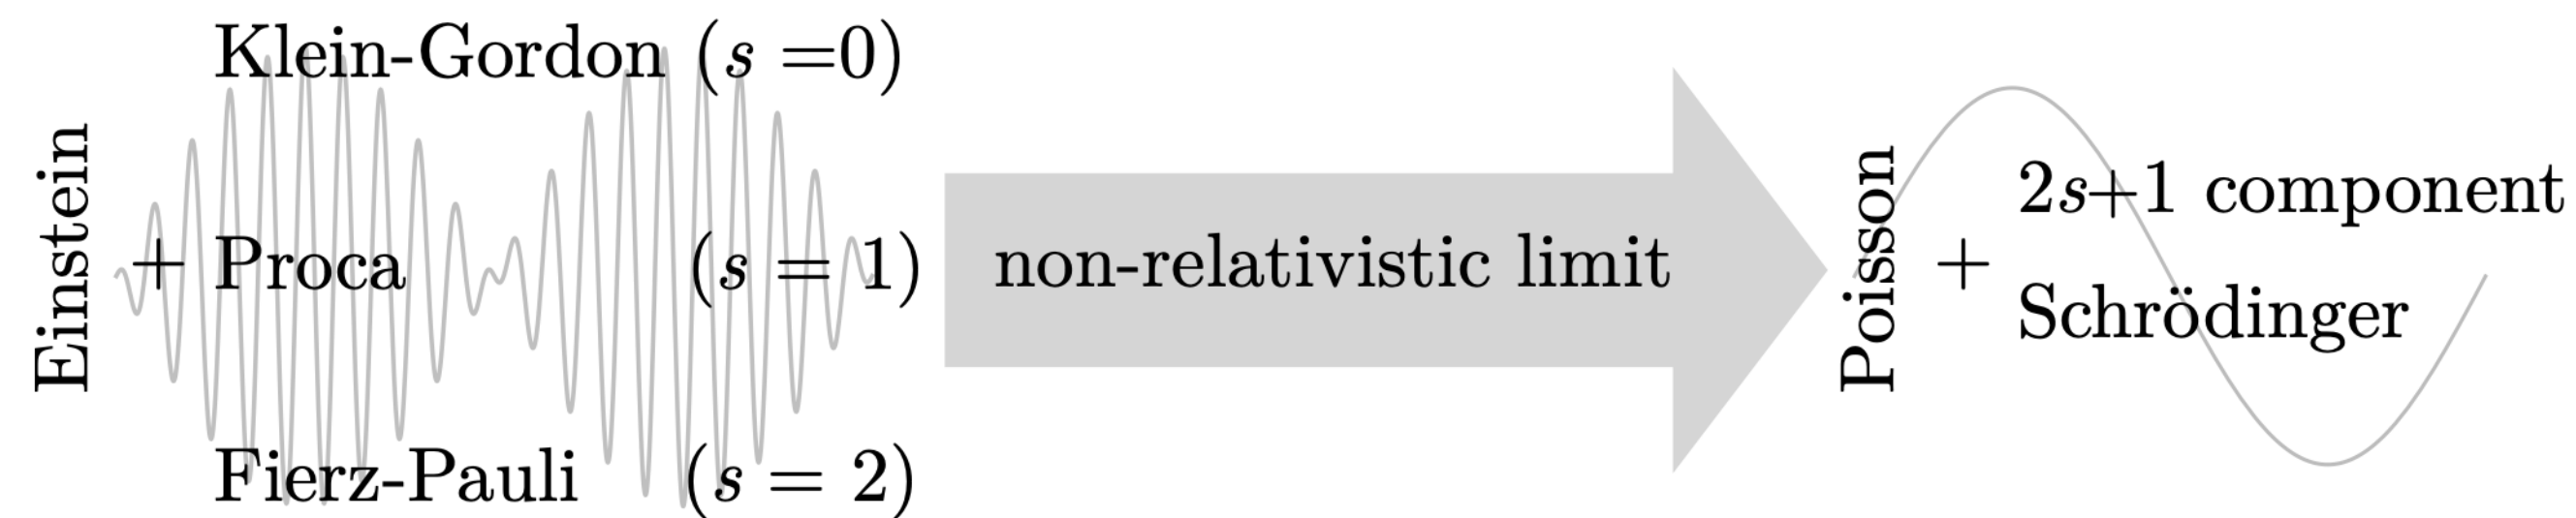 Einstein
+
Klein-Gordon (s =0)
Proca (s = 1)
Fierz-Pauli (s = 2)
non-relativistic limit
Poisson
+
2s+1 component
Schrödinger